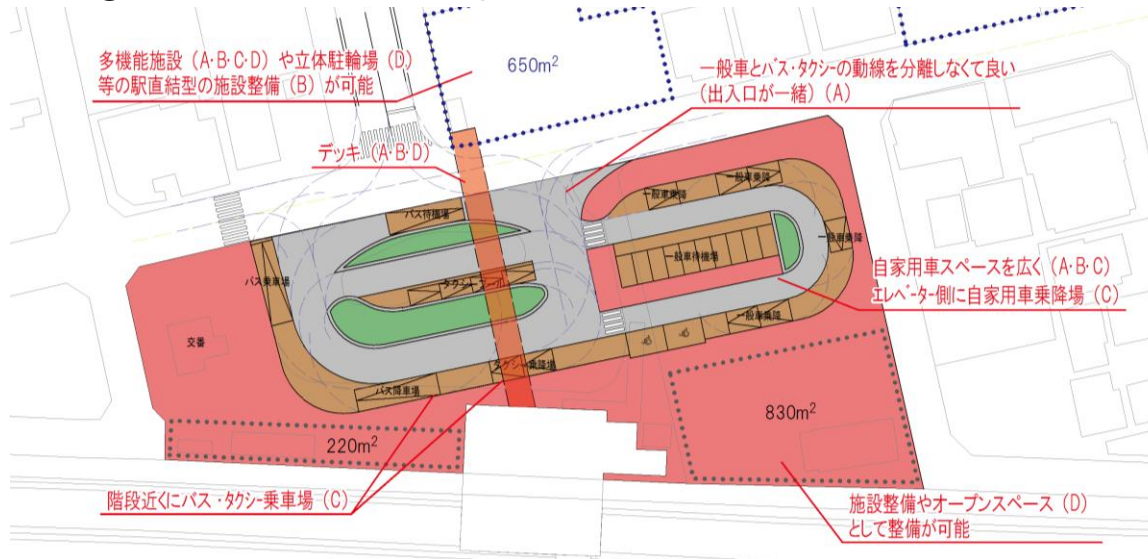 多機能施設（A・B・C・D）や立体駐輪場（D）
等の駅直結型の施設整備（B）が可能
650m²
一般車とバス・タクシーの動線を分離しなくて良い
（出入口が一緒）（A）
デッキ（A・B・D）
一般車乗降
一般車乗降
バス待機場
一般車乗降
一般車待機場
バス乗車場
タクシープール
自家用車スペースを広く（A・B・C）
エレベーター側に自家用車乗降場（C）
一般車乗降
交番
タクシー乗降場
バス降車場
830m²
220m²
階段近くにバス・タクシー乗車場（C）
施設整備やオープンスペース（D）
として整備が可能